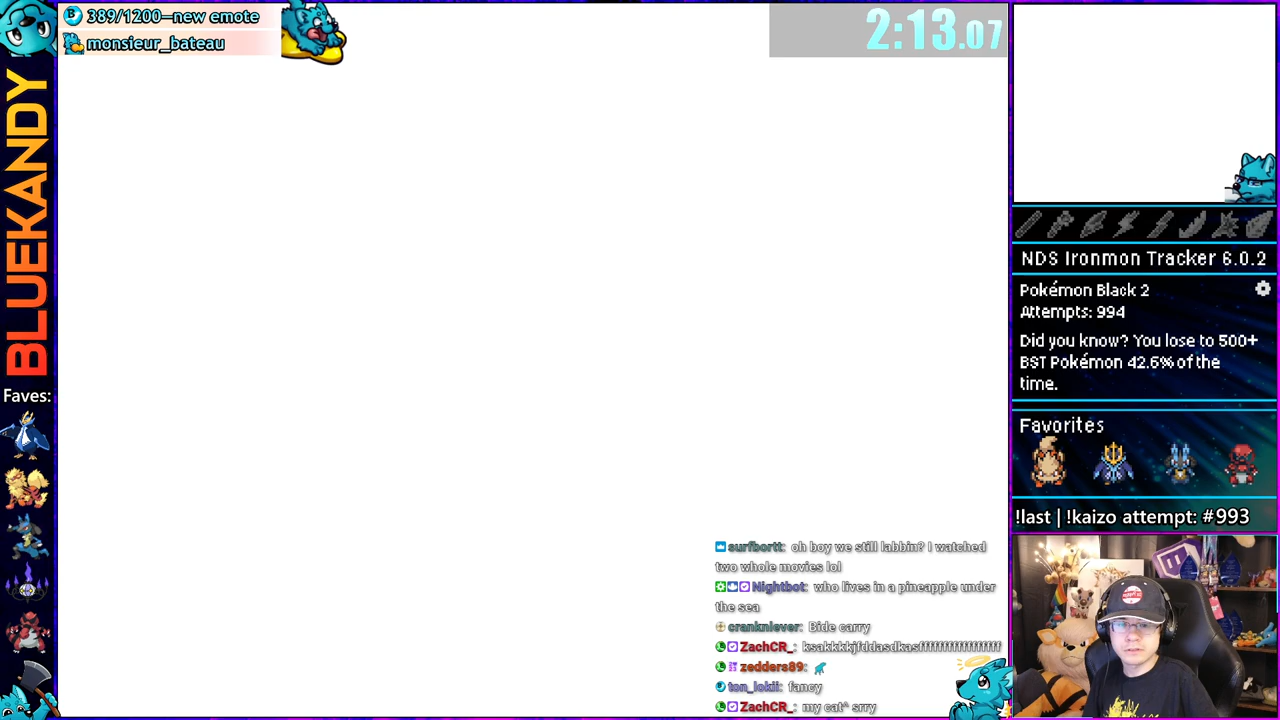 389/1200--new emote
monsieur_bateau
2:13.07
BLUEKANDY
Faves:
NDS Ironmon Tracker 6.0.2
Pokémon Black 2
Attempts: 994
Did you know? You lose to 500+
BST Pokémon 42.6% of the
time.
Favorites
!last | !kaizo attempt: #993
surfbortt: oh boy we still labbin? I watched
two whole movies lol
Nightbot: who lives in a pineapple under
the sea
cranknlever: Bide carry
ZachCR_: ksakkkkjfddasdkasfffffffffffffffffff
zedders89:
ton_lokii: fancy
ZachCR_: my cat^ srry